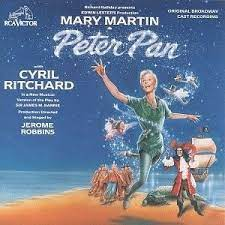 RCA VICTOR
Richard Halliday presents
EDWIN LESTER'S Production
MARY MARTIN
as
Peter Pan
ORIGINAL BROADWAY
CAST RECORDING
with
CYRIL
RITCHARD
In a New Musical
Version of the Play by
SIR JAMES M. BARRIE
Production Directed
and Staged by
JEROME
ROBBINS